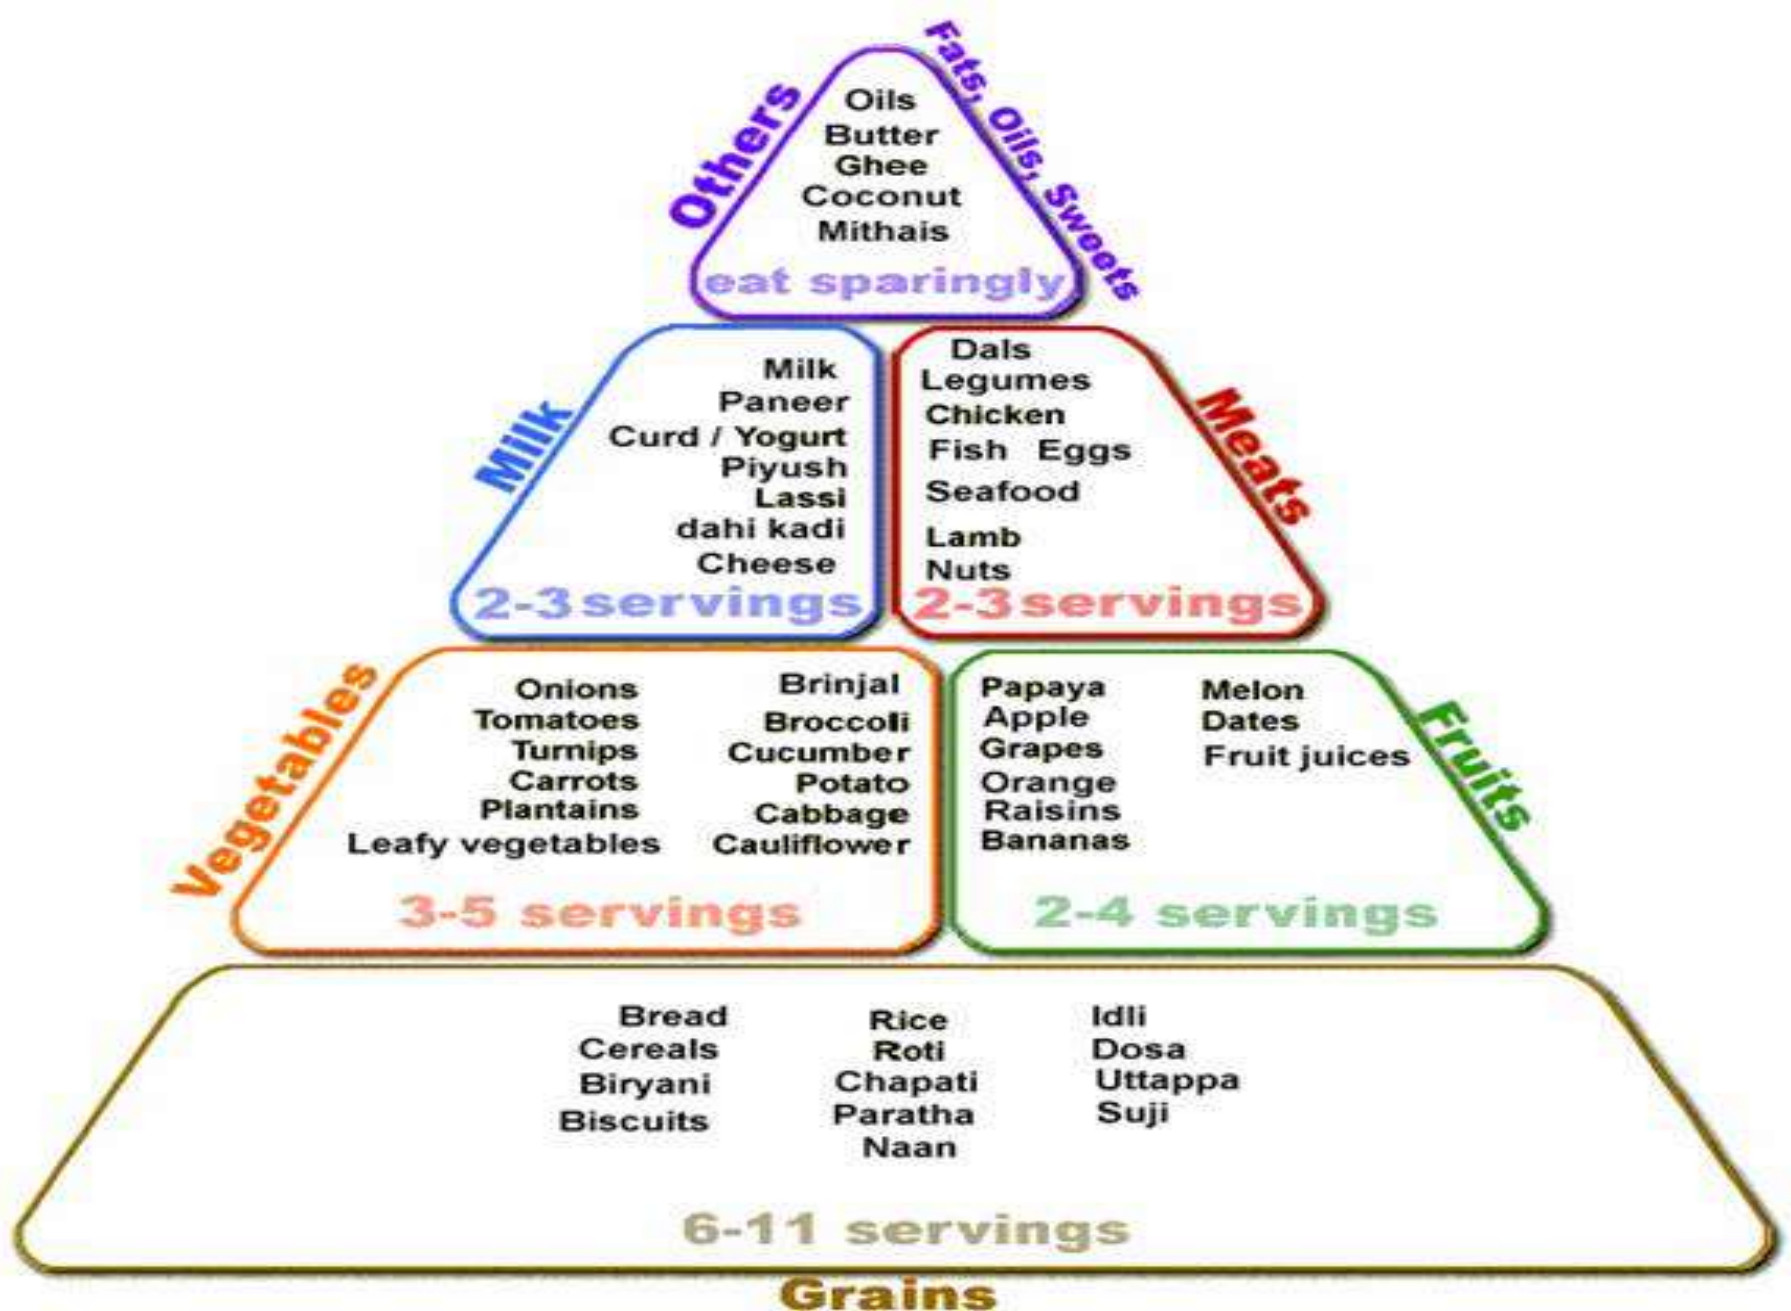 Others
Fats, Oils, Sweets
Oils
Butter
Ghee
Coconut
Mithais
eat sparingly
Milk
Milk
Paneer
Curd / Yogurt
Piyush
Lassi
dahi kadi
Cheese
2-3 servings
Meats
Dals
Legumes
Chicken
Fish Eggs
Seafood
Lamb
Nuts
2-3 servings
Vegetables
Onions
Tomatoes
Turnips
Carrots
Plantains
Leafy vegetables
Brinjal
Broccoli
Cucumber
Potato
Cabbage
Cauliflower
3-5 servings
Fruits
Papaya
Apple
Grapes
Orange
Raisins
Bananas
Melon
Dates
Fruit juices
2-4 servings
Bread
Cereals
Biryani
Biscuits
Rice
Roti
Chapati
Paratha
Naan
Idli
Dosa
Uttappa
Suji
6-11 servings
Grains